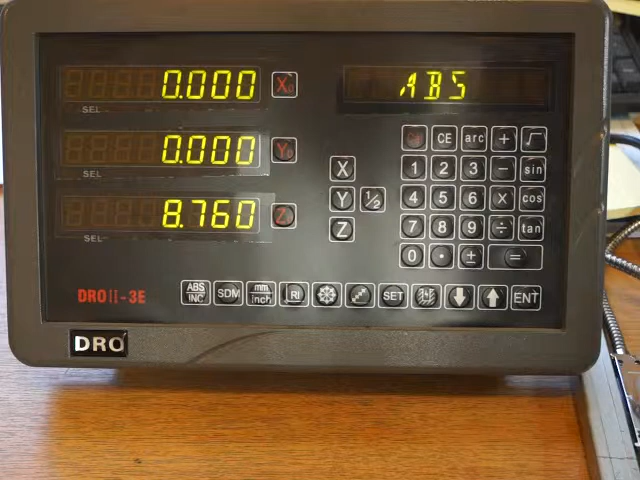 0.000 X0 ABS
SEL
0.000 Y0
SEL
8.760 Z0
SEL
CE arc + √
X 1 2 3 − sin
Y ½ 4 5 6 × cos
Z 7 8 9 ÷ tan
0 · ± =
ABS/INC SDM mm/inch RI SET ENT
DROii-3E
DRO